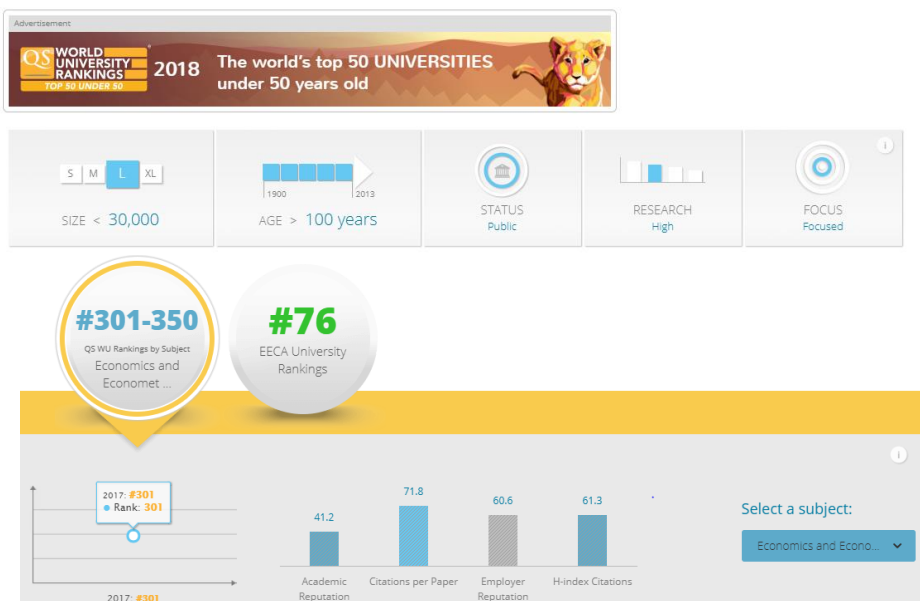 Advertisement
QS WORLD
UNIVERSITY
RANKINGS
TOP 50 UNDER 50
2018
The world's top 50 UNIVERSITIES
under 50 years old
S M L XL
SIZE < 30,000
1900 2013
AGE > 100 years
STATUS
Public
RESEARCH
High
i
FOCUS
Focused
#301-350
QS WU Rankings by Subject
Economics and
Economet ...
#76
EECA University
Rankings
i
2017: #301
Rank: 301
2017: #301
41.2
71.8
60.6
61.3
Academic
Reputation
Citations per Paper
Employer
Reputation
H-index Citations
Select a subject:
Economics and Econo...